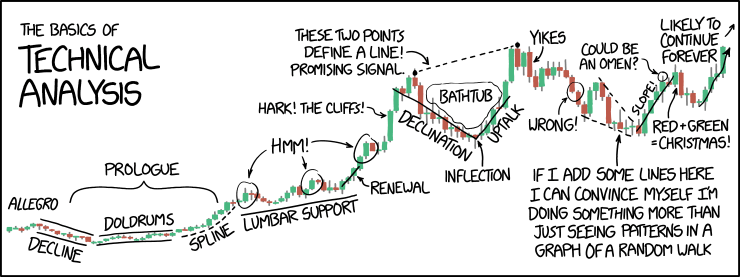 THE BASICS OF
TECHNICAL
ANALYSIS
ALLEGRO
DECLINE
PROLOGUE
DOLDRUMS
SPLINE
HMM!
LUMBAR SUPPORT
RENEWAL
HARK! THE CLIFFS!
THESE TWO POINTS
DEFINE A LINE!
PROMISING SIGNAL.
BATHTUB
DECLINATION
UPTALK
INFLECTION
YIKES
WRONG!
COULD BE
AN OMEN?
SLOPE!
LIKELY TO
CONTINUE
FOREVER
RED+GREEN
=CHRISTMAS!
IF I ADD SOME LINES HERE
I CAN CONVINCE MYSELF I'M
DOING SOMETHING MORE THAN
JUST SEEING PATTERNS IN A
GRAPH OF A RANDOM WALK